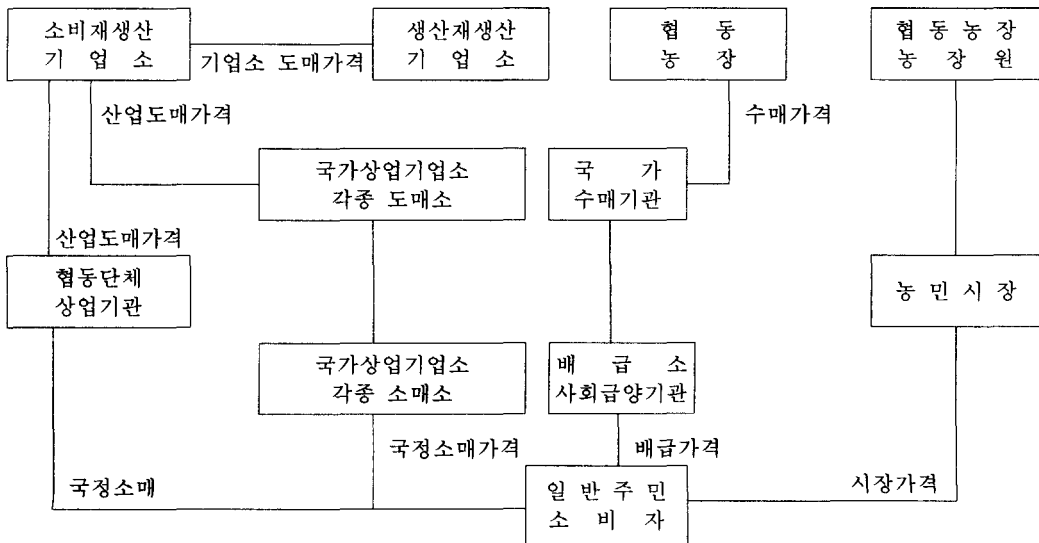 소비재생산
기 업 소
기업소 도매가격
생산재생산
기 업 소
협 동
농 장
협 동 농 장
농 장 원
산업도매가격
수매가격
국가상업기업소
각종 도매소
국 가
수매기관
산업도매가격
협동단체
상업기관
농 민 시 장
국가상업기업소
각종 소매소
배 급 소
사회급양기관
국정소매가격
배급가격
국정소매
시장가격
일 반 주 민
소 비 자